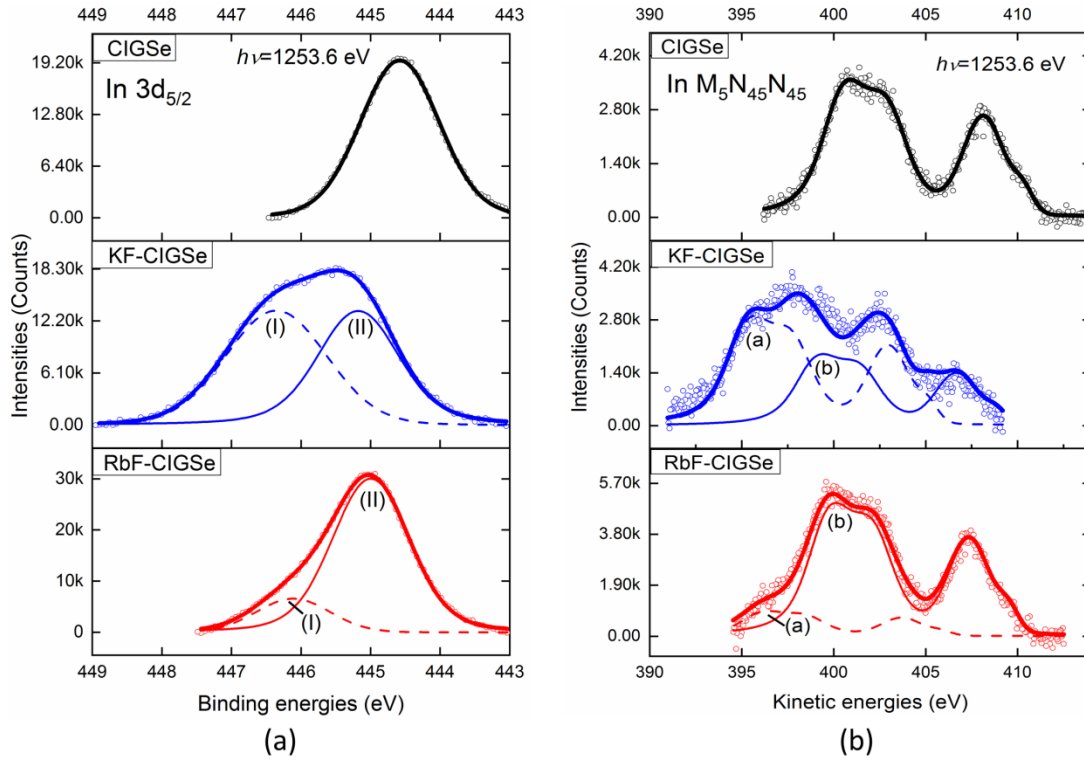 449 448 447 446 445 444 443
CIGSe
hν=1253.6 eV
In 3d5/2
19.20k
12.80k
6.40k
0.00
KF-CIGSe
18.30k
12.20k
6.10k
0.00
(I)
(II)
RbF-CIGSe
30k
20k
10k
0
(II)
(I)
Intensities (Counts)
449 448 447 446 445 444 443
Binding energies (eV)
(a)
390 395 400 405 410
CIGSe
hν=1253.6 eV
In M5N45N45
4.20k
2.80k
1.40k
0.00
KF-CIGSe
4.20k
2.80k
1.40k
0.00
(a)
(b)
RbF-CIGSe
5.70k
3.80k
1.90k
0.00
(b)
(a)
Intensities (Counts)
390 395 400 405 410
Kinetic energies (eV)
(b)